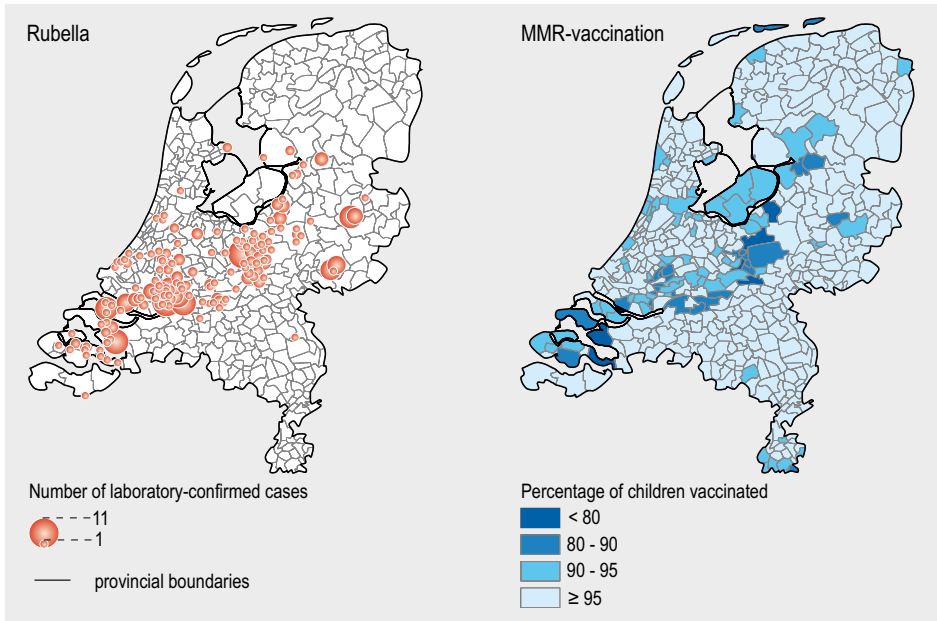 Rubella
Number of laboratory-confirmed cases
11
1
provincial boundaries
MMR-vaccination
Percentage of children vaccinated
< 80
80 - 90
90 - 95
≥ 95